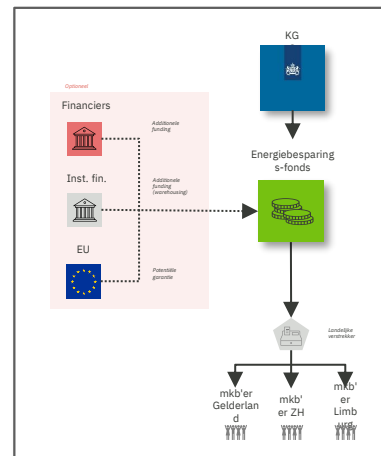 KG
Optioneel
Financiers
Additionele
funding
Energiebesparing
s-fonds
Inst. fin.
Additionele
funding
(warehousing)
EU
Potentiële
garantie
Landelijke
verstrekker
mkb'er
Gelderlan
d
mkb'
er ZH
mkb'
er
Limb
urg